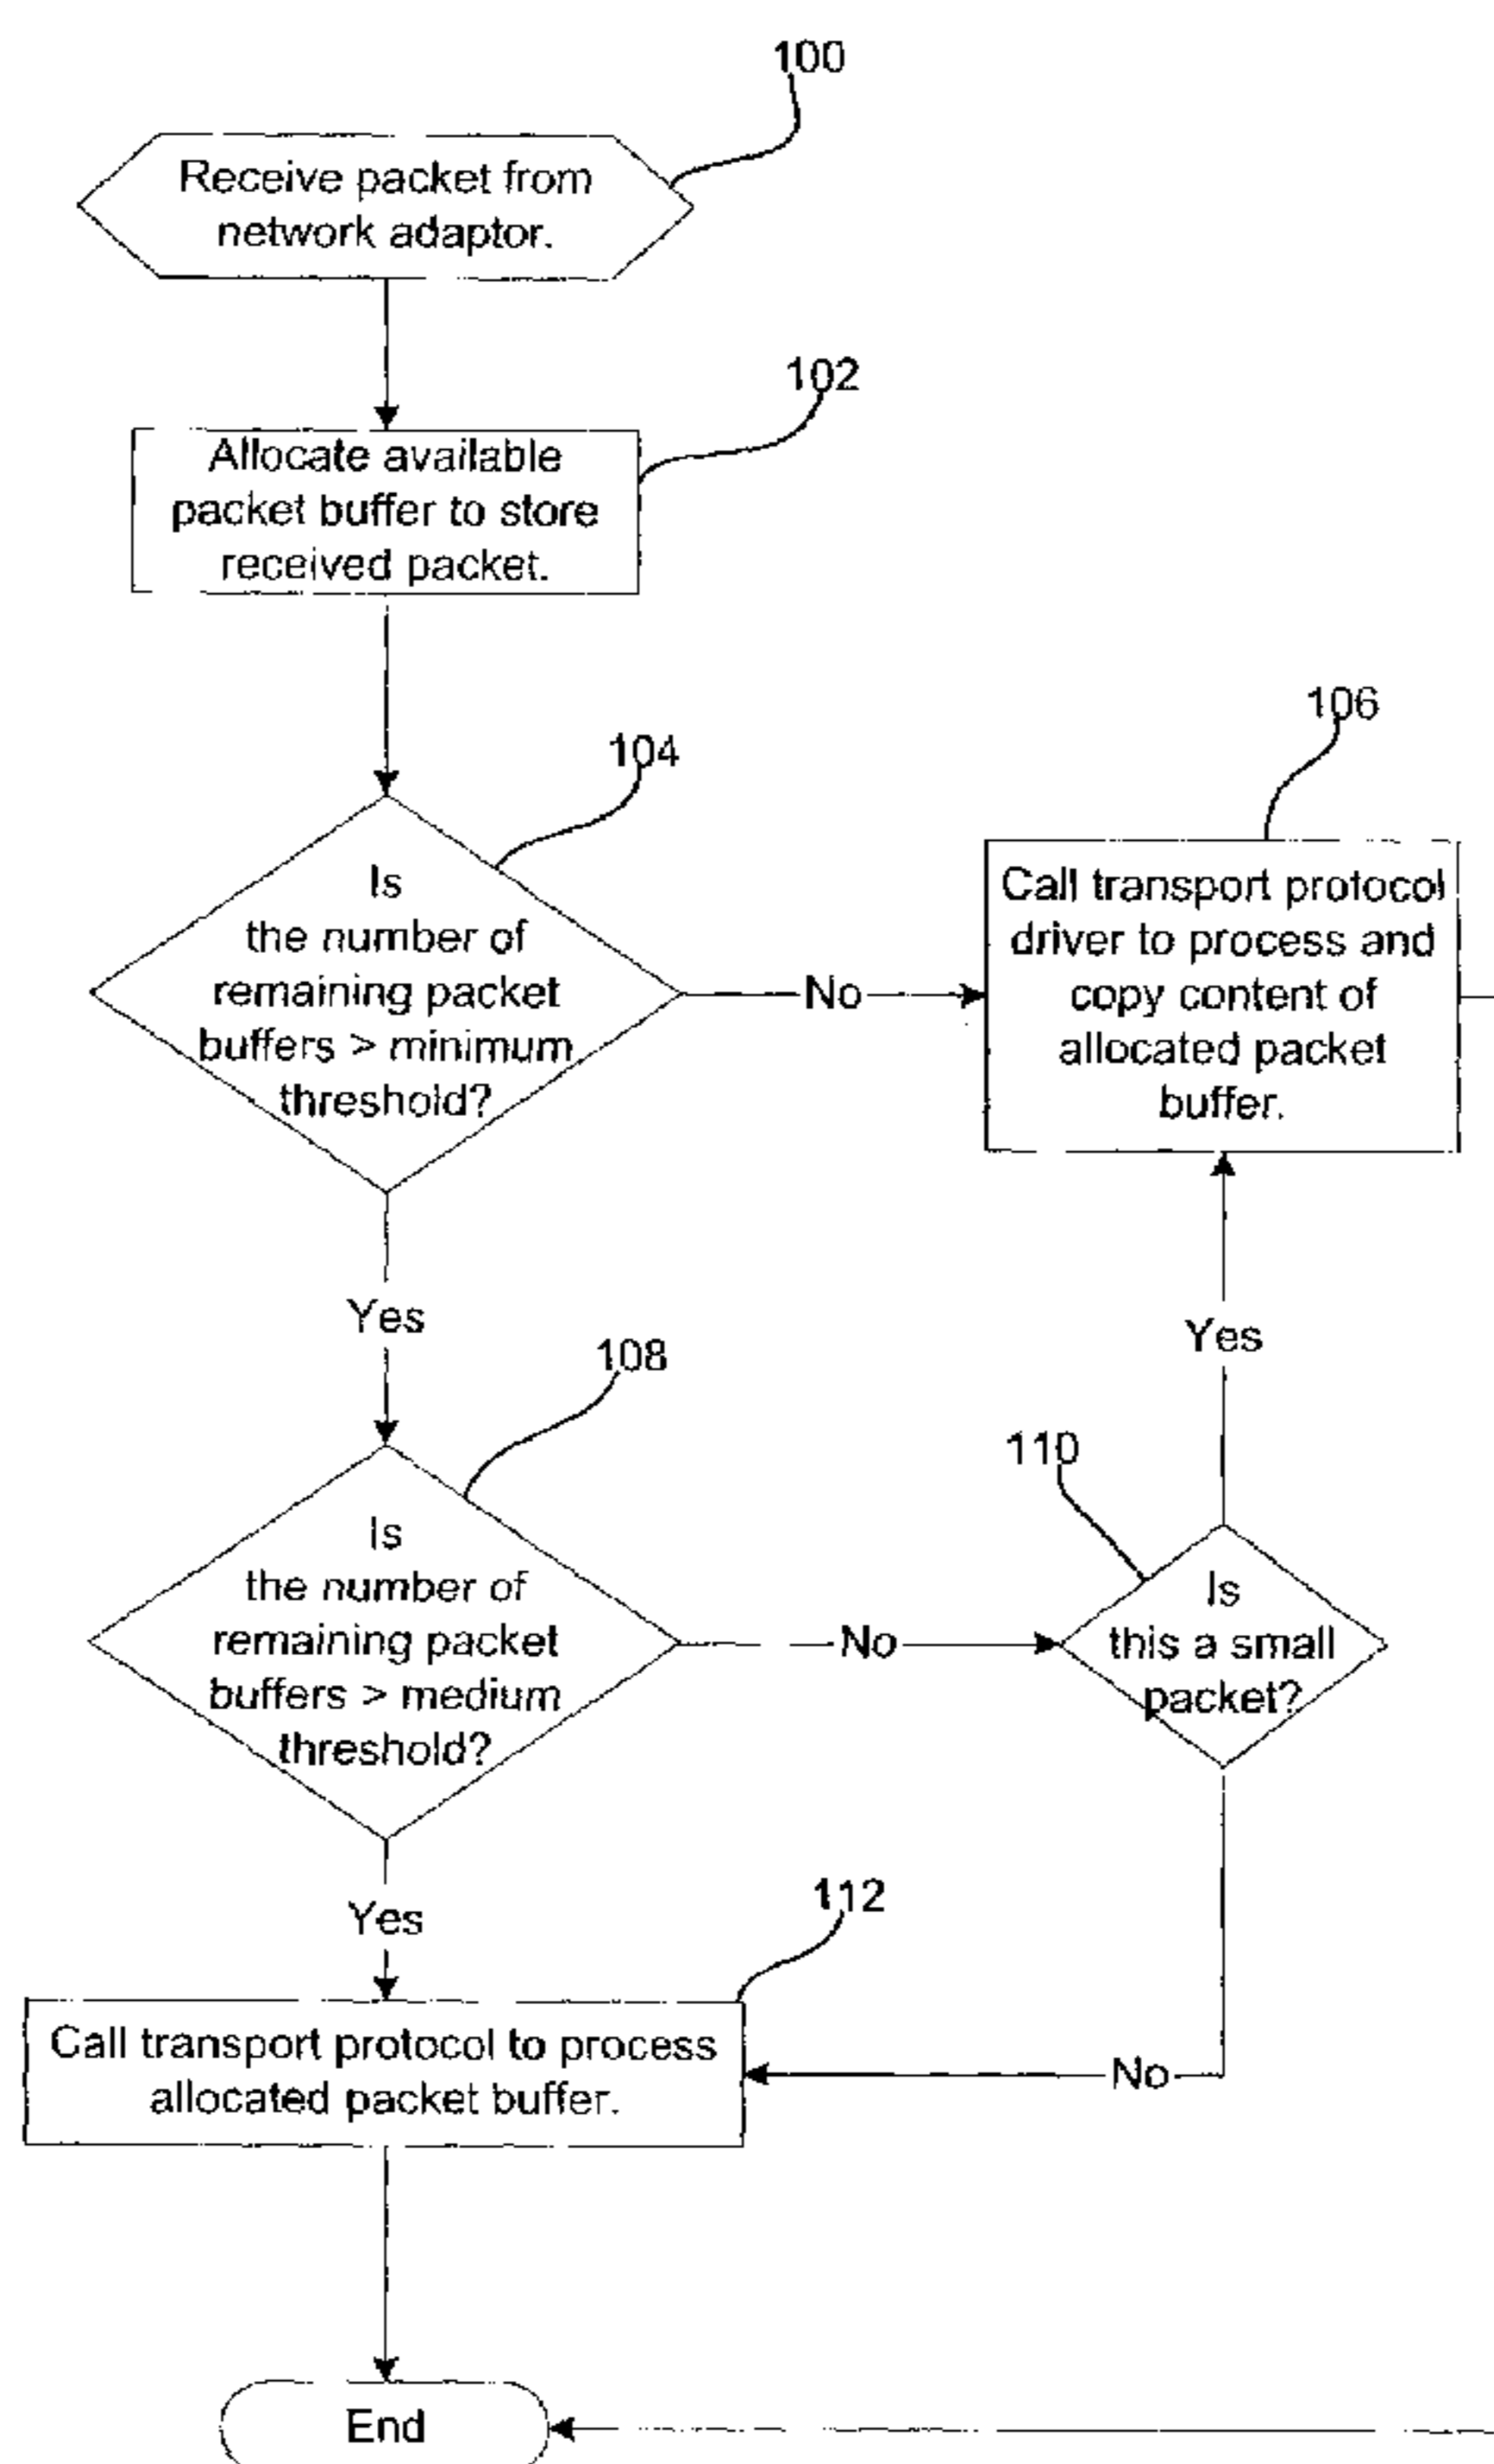 100
Receive packet from
network adaptor.
102
Allocate available
packet buffer to store
received packet.
104
Is
the number of
remaining packet
buffers > minimum
threshold?
No
106
Call transport protocol
driver to process and
copy content of
allocated packet
buffer.
Yes
Yes
108
Is
the number of
remaining packet
buffers > medium
threshold?
No
110
Is
this a small
packet?
Yes
112
Call transport protocol to process
allocated packet buffer.
No
End